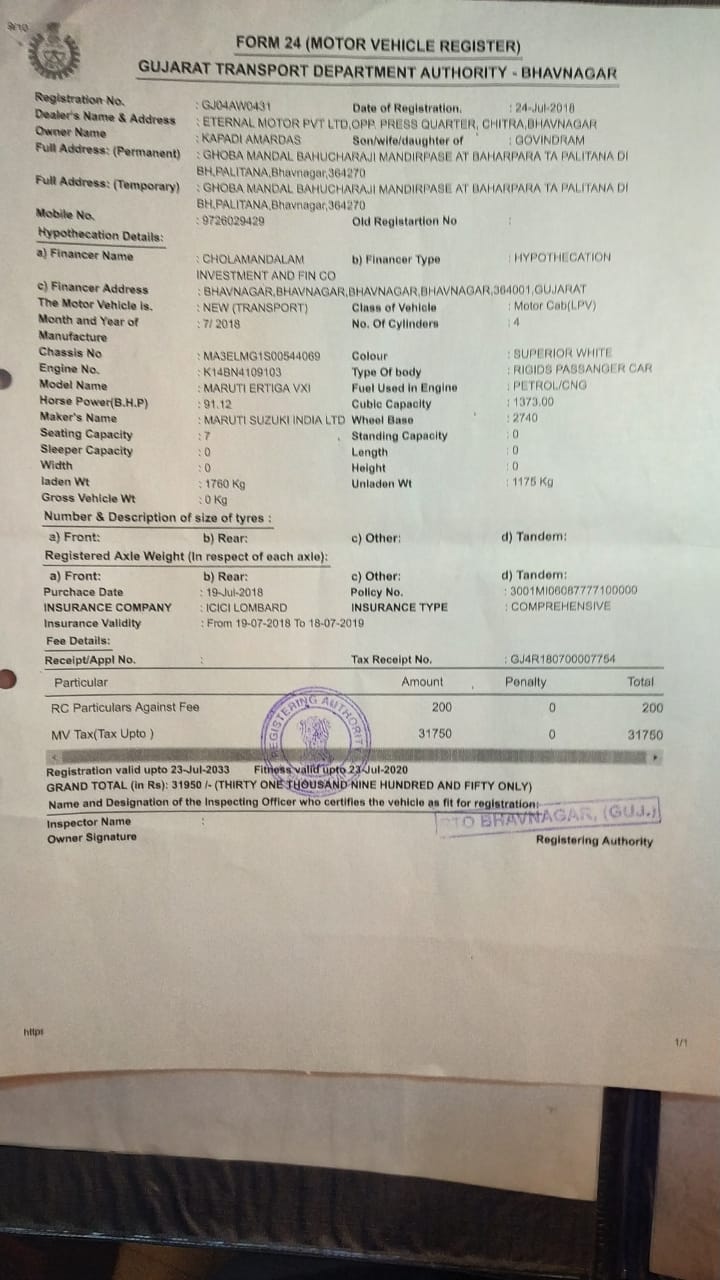 FORM 24 (MOTOR VEHICLE REGISTER)
GUJARAT TRANSPORT DEPARTMENT AUTHORITY - BHAVNAGAR
Registration No. : GJ04AW0431 Date of Registration. : 24-Jul-2018
Dealer's Name & Address : ETERNAL MOTOR PVT LTD,OPP. PRESS QUARTER, CHITRA,BHAVNAGAR
Owner Name : KAPADI AMARDAS Son/wife/daughter of : GOVINDRAM
Full Address: (Permanent) : GHOBA MANDAL BAHUCHARAJI MANDIRPASE AT BAHARPARA TA PALITANA DI
BH,PALITANA,Bhavnagar,364270
Full Address: (Temporary) : GHOBA MANDAL BAHUCHARAJI MANDIRPASE AT BAHARPARA TA PALITANA DI
BH,PALITANA,Bhavnagar,364270
Mobile No. : 9726029429 Old Registartion No :
Hypothecation Details:
a) Financer Name : CHOLAMANDALAM b) Financer Type : HYPOTHECATION
INVESTMENT AND FIN CO
c) Financer Address : BHAVNAGAR,BHAVNAGAR,BHAVNAGAR,BHAVNAGAR,364001,GUJARAT
The Motor Vehicle is. : NEW (TRANSPORT) Class of Vehicle : Motor Cab(LPV)
Month and Year of : 7/ 2018 No. Of Cylinders : 4
Manufacture
Chassis No : MA3ELMG1S00544069 Colour : SUPERIOR WHITE
Engine No. : K14BN4109103 Type Of body : RIGIDS PASSANGER CAR
Model Name : MARUTI ERTIGA VXI Fuel Used in Engine : PETROL/CNG
Horse Power(B.H.P) : 91.12 Cubic Capacity : 1373.00
Maker's Name : MARUTI SUZUKI INDIA LTD Wheel Base : 2740
Seating Capacity : 7 Standing Capacity : 0
Sleeper Capacity : 0 Length : 0
Width : 0 Height : 0
laden Wt : 1760 Kg Unladen Wt : 1175 Kg
Gross Vehicle Wt : 0 Kg
Number & Description of size of tyres :
a) Front: b) Rear: c) Other: d) Tandem:
Registered Axle Weight (In respect of each axle):
a) Front: b) Rear: c) Other: d) Tandem:
Purchace Date : 19-Jul-2018 Policy No. : 3001MI06087777100000
INSURANCE COMPANY : ICICI LOMBARD INSURANCE TYPE : COMPREHENSIVE
Insurance Validity : From 19-07-2018 To 18-07-2019
Fee Details:
Receipt/Appl No. : Tax Receipt No. : GJ4R180700007754
Particular Amount Penalty Total
RC Particulars Against Fee 200 0 200
MV Tax(Tax Upto ) 31750 0 31750
REGISTERING AUTHORITY
Registration valid upto 23-Jul-2033 Fitness valid upto 23-Jul-2020
GRAND TOTAL (in Rs): 31950 /- (THIRTY ONE THOUSAND NINE HUNDRED AND FIFTY ONLY)
Name and Designation of the Inspecting Officer who certifies the vehicle as fit for registration:
RTO BHAVNAGAR, (GUJ.)
Inspector Name :
Owner Signature Registering Authority
https
1/1